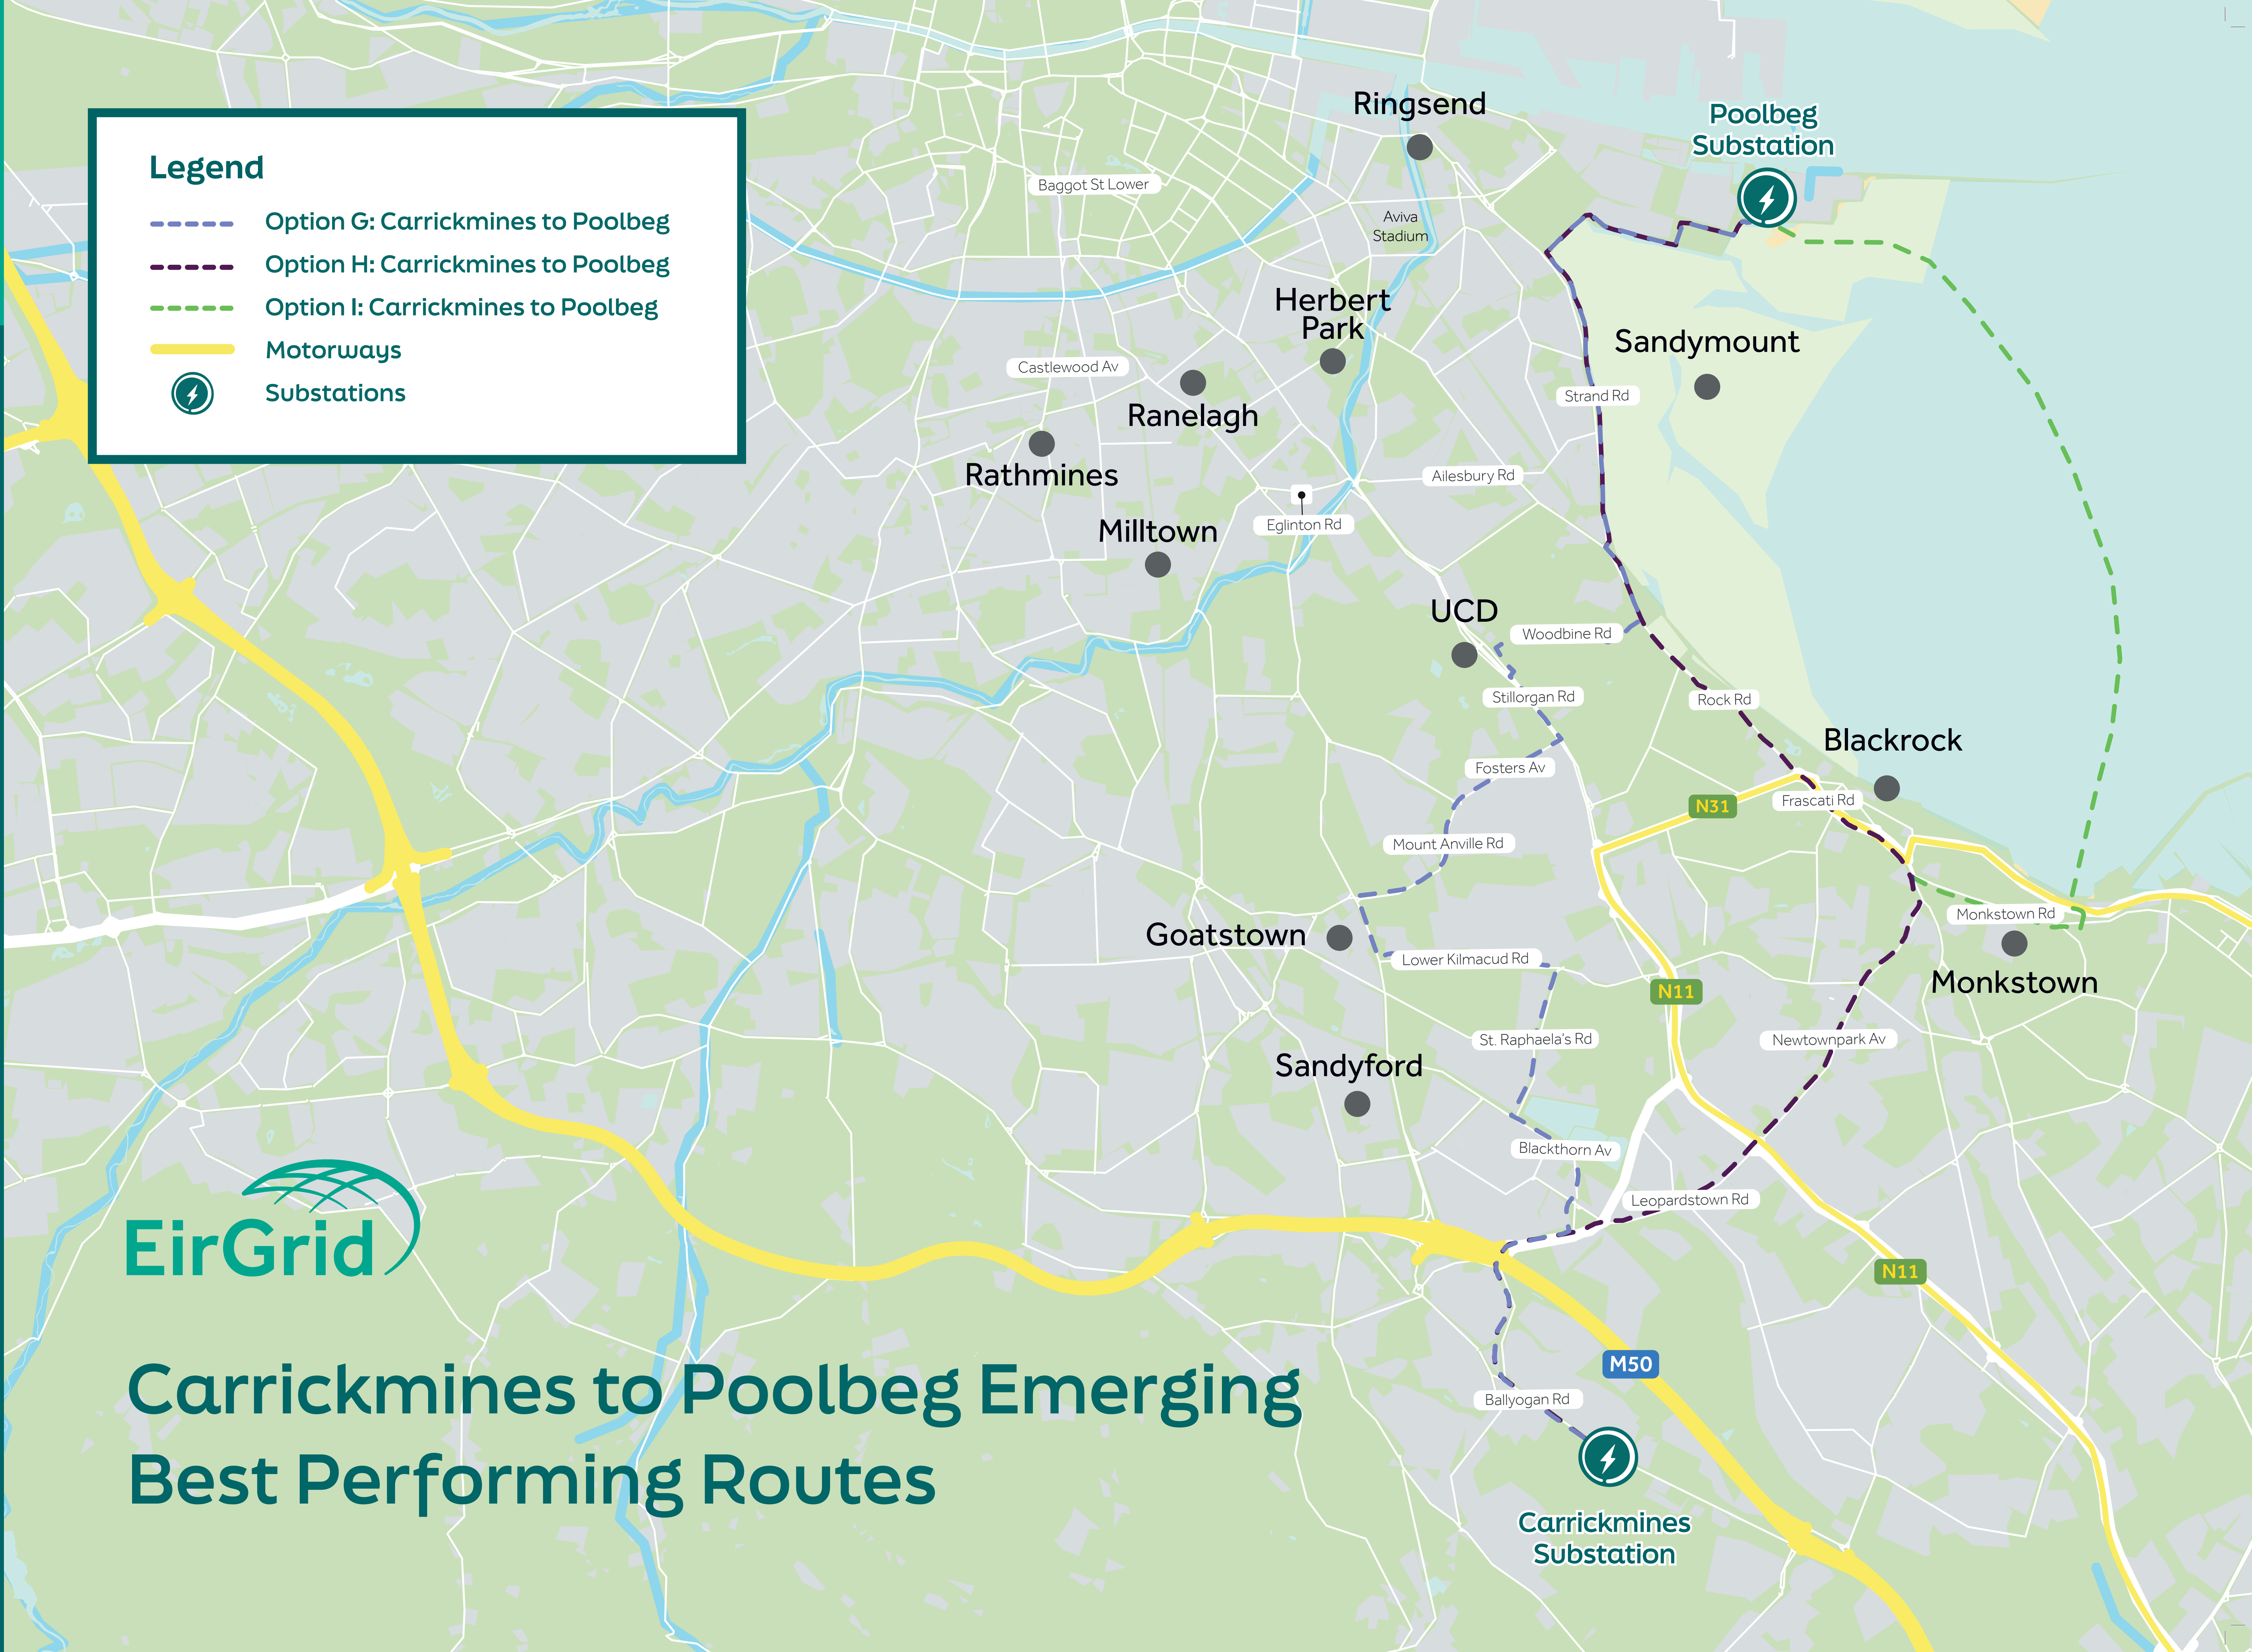 Legend
Option G: Carrickmines to Poolbeg
Option H: Carrickmines to Poolbeg
Option I: Carrickmines to Poolbeg
Motorways
Substations
Ringsend
Poolbeg
Substation
Baggot St Lower
Aviva
Stadium
Herbert
Park
Sandymount
Castlewood Av
Ranelagh
Strand Rd
Rathmines
Ailesbury Rd
Milltown
Eglinton Rd
UCD
Woodbine Rd
Stillorgan Rd
Rock Rd
Blackrock
Fosters Av
N31
Frascati Rd
Mount Anville Rd
Monkstown Rd
Goatstown
Lower Kilmacud Rd
Monkstown
N11
St. Raphaela's Rd
Newtownpark Av
Sandyford
Blackthorn Av
Leopardstown Rd
EirGrid
N11
M50
Carrickmines to Poolbeg Emerging
Best Performing Routes
Ballyogan Rd
Carrickmines
Substation